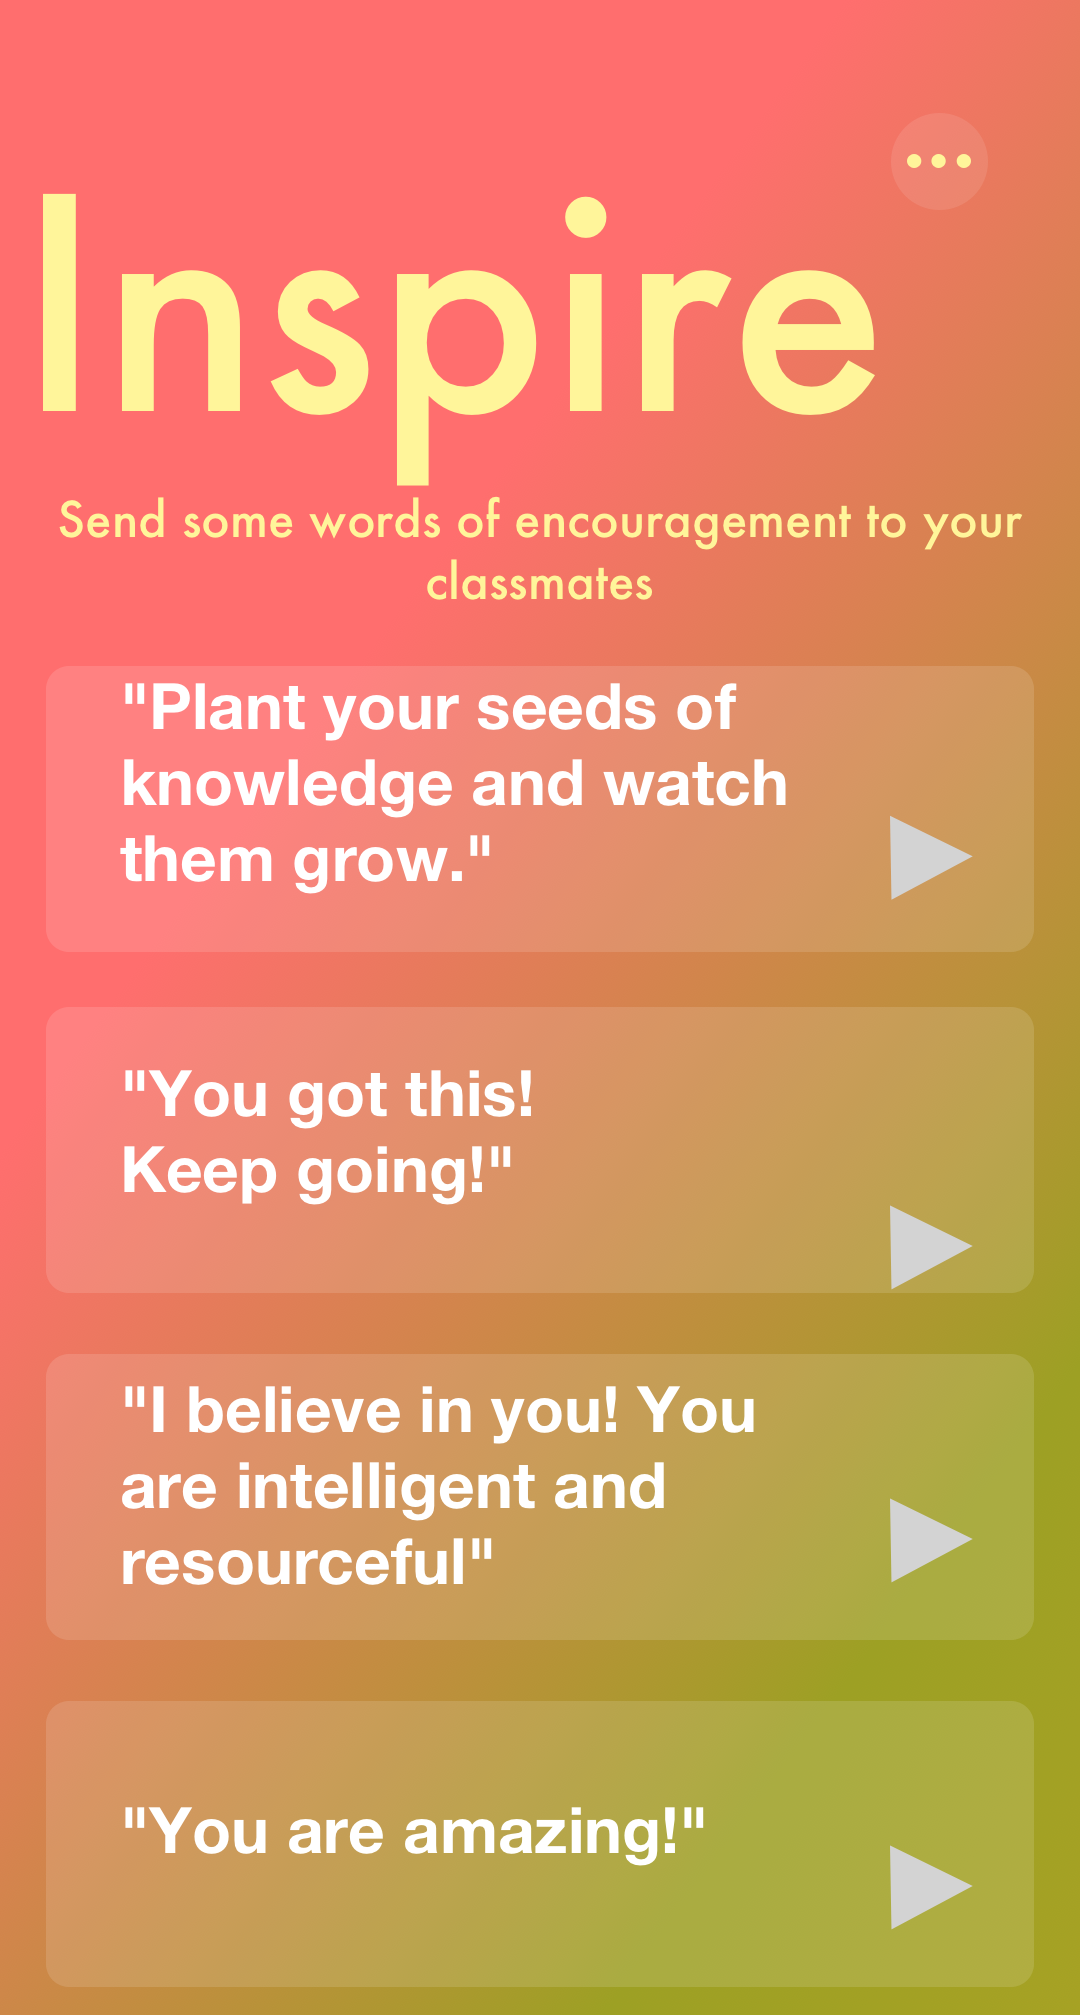 Inspire
Send some words of encouragement to your
classmates
"Plant your seeds of
knowledge and watch
them grow."
"You got this!
Keep going!"
"I believe in you! You
are intelligent and
resourceful"
"You are amazing!"